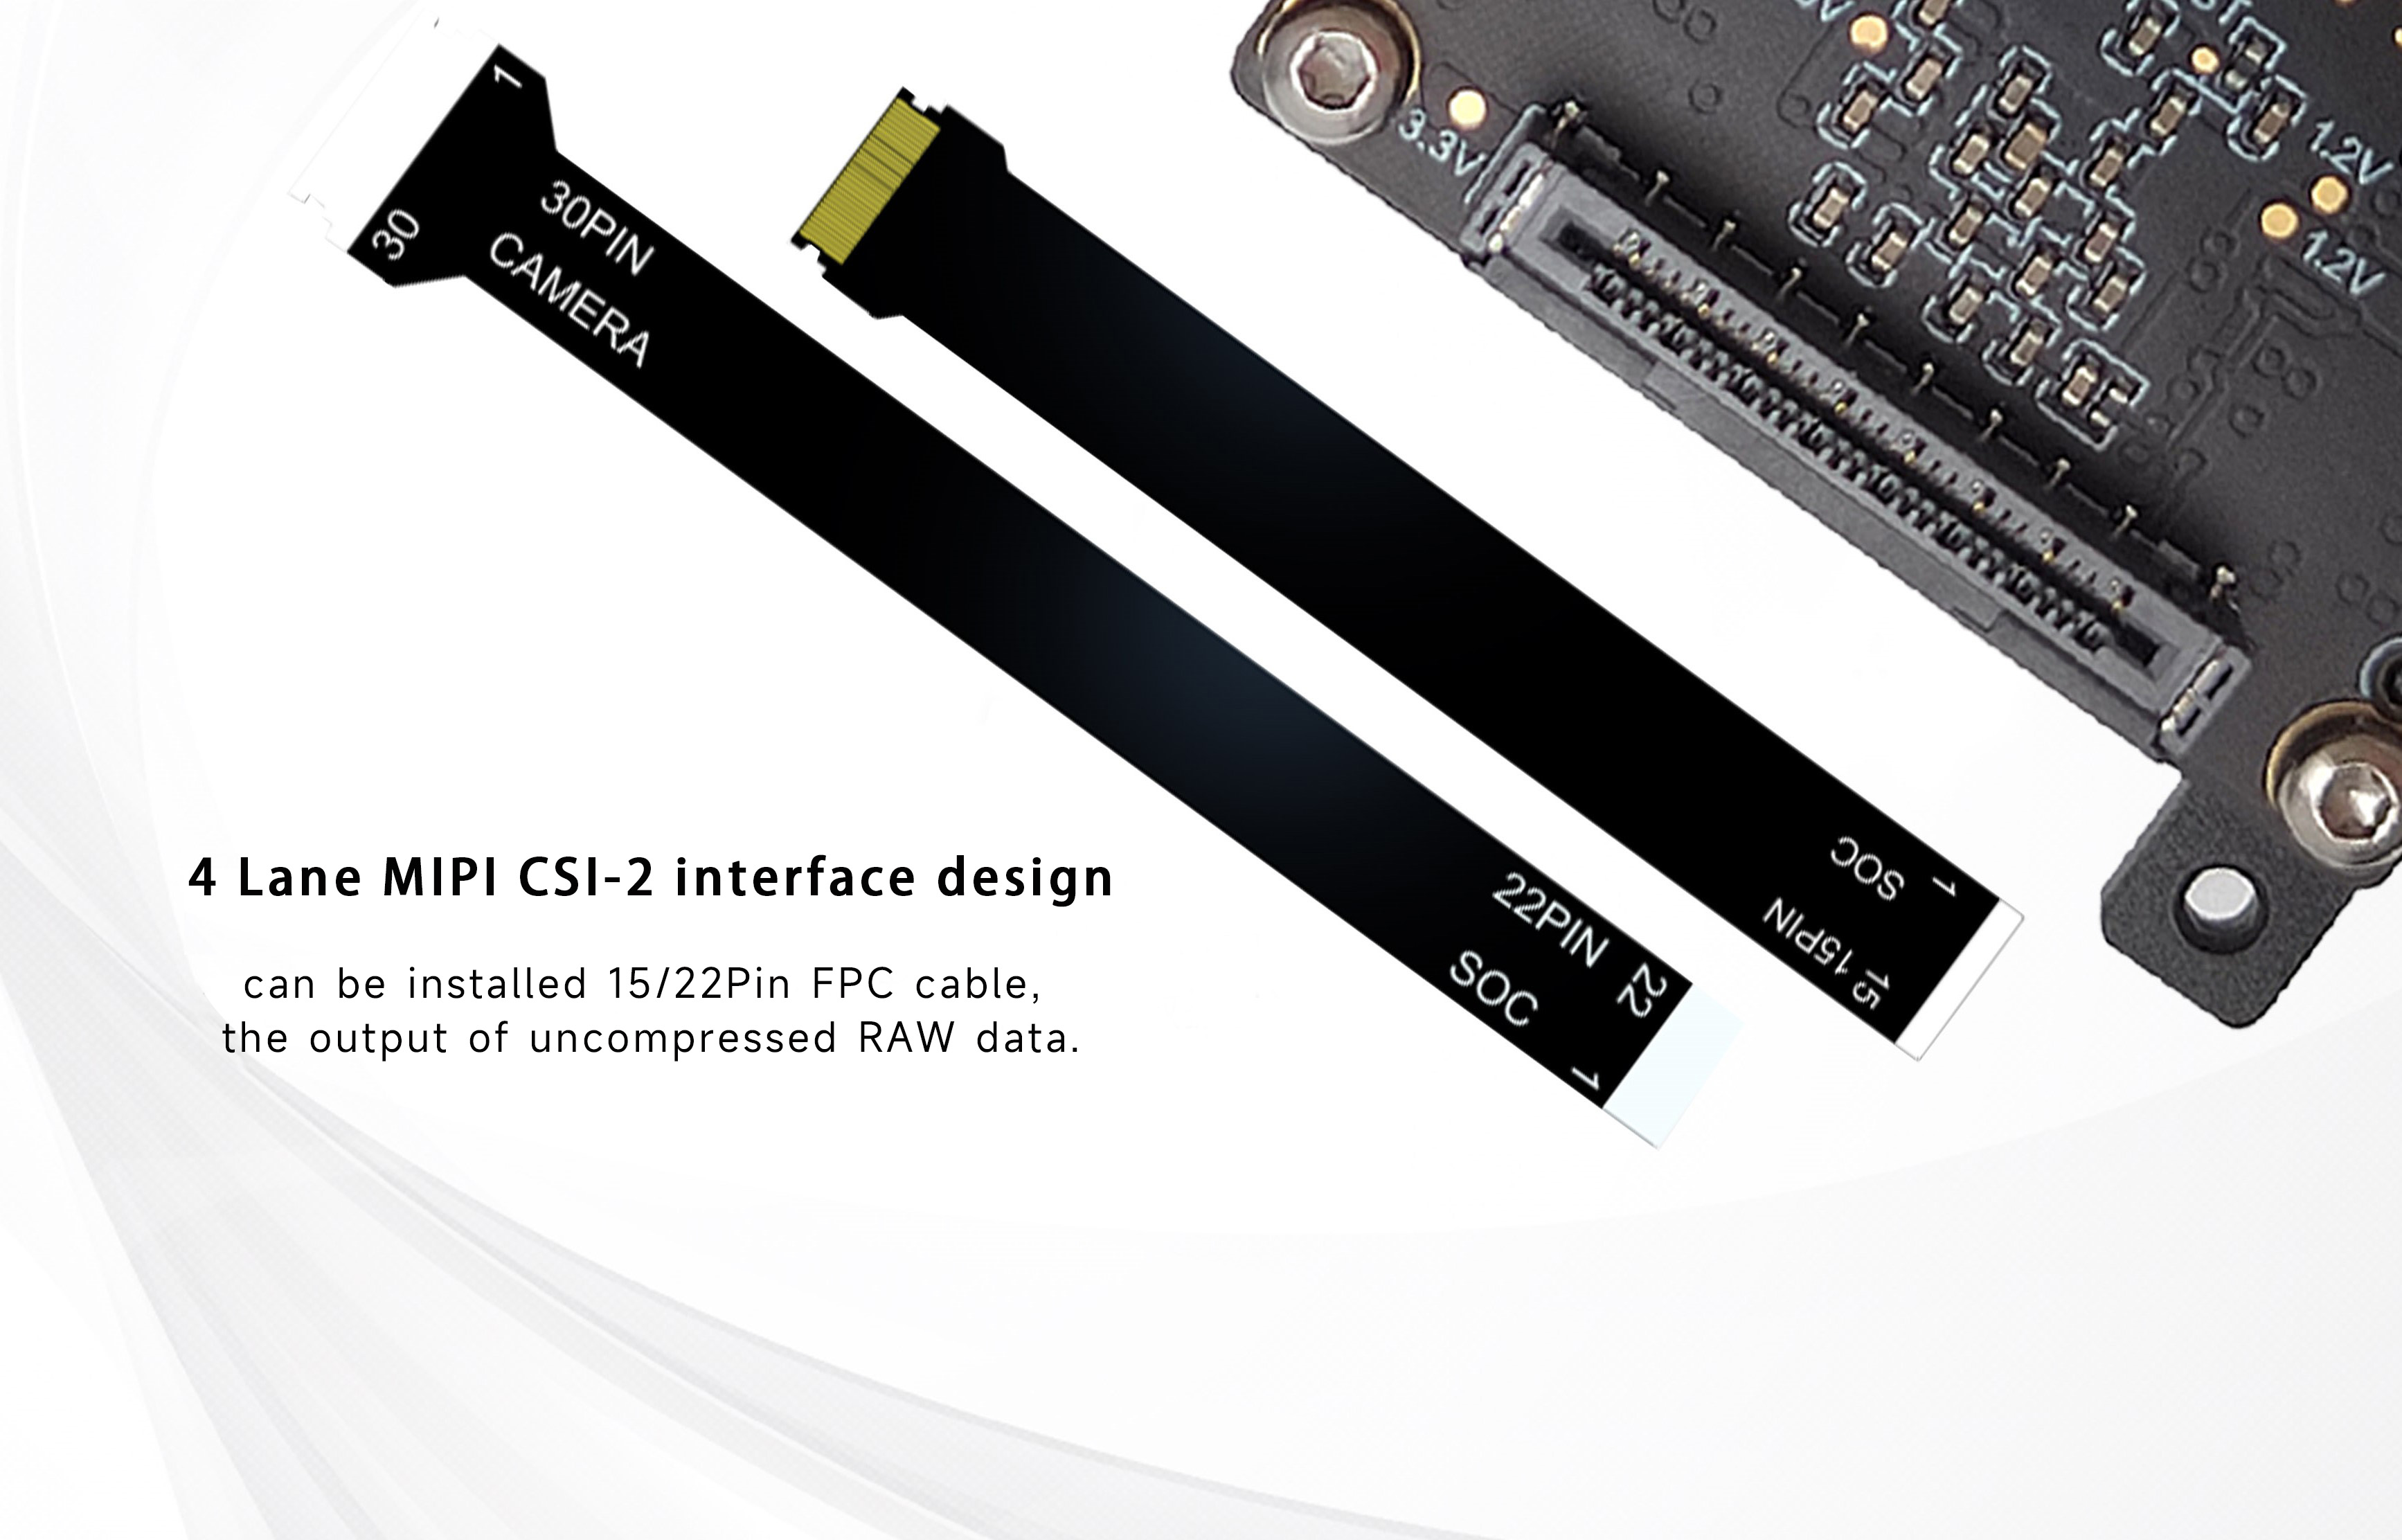 1
30
30PIN
CAMERA
22PIN
SOC
22
1
SOC
15PIN
1
15
3.3V
1.2V
1.2V
4 Lane MIPI CSI-2 interface design
can be installed 15/22Pin FPC cable,
the output of uncompressed RAW data.